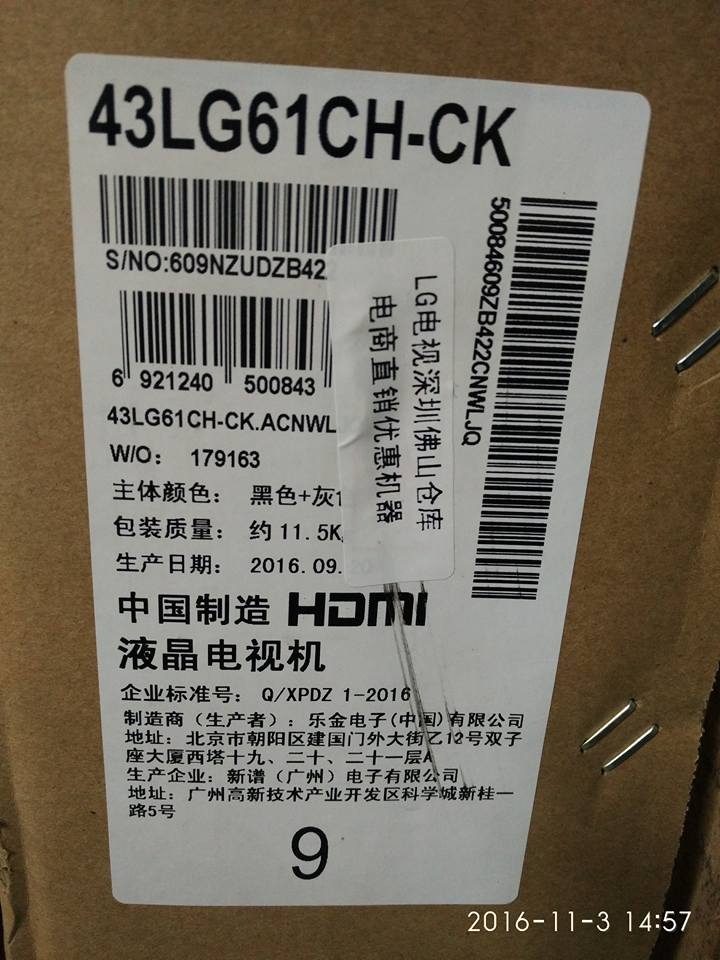 43LG61CH-CK
S/NO:609NZUDZB422
6 921240 500843
43LG61CH-CK.ACNWL
W/O: 179163
主体颜色: 黑色+灰
包装质量: 约 11.5K
生产日期: 2016.09.20
中国制造 HDMI
液晶电视机
企业标准号: Q/XPDZ 1-2016
制造商（生产者）: 乐金电子(中国)有限公司
地址: 北京市朝阳区建国门外大街乙12号双子
座大厦西塔十九、二十、二十一层A
生产企业: 新谱（广州）电子有限公司
地址: 广州高新技术产业开发区科学城新桂一
路5号
9
50084609ZB422CNWLJQ
LG电视深圳佛山仓库
电商直销优惠机器
2016-11-3 14:57